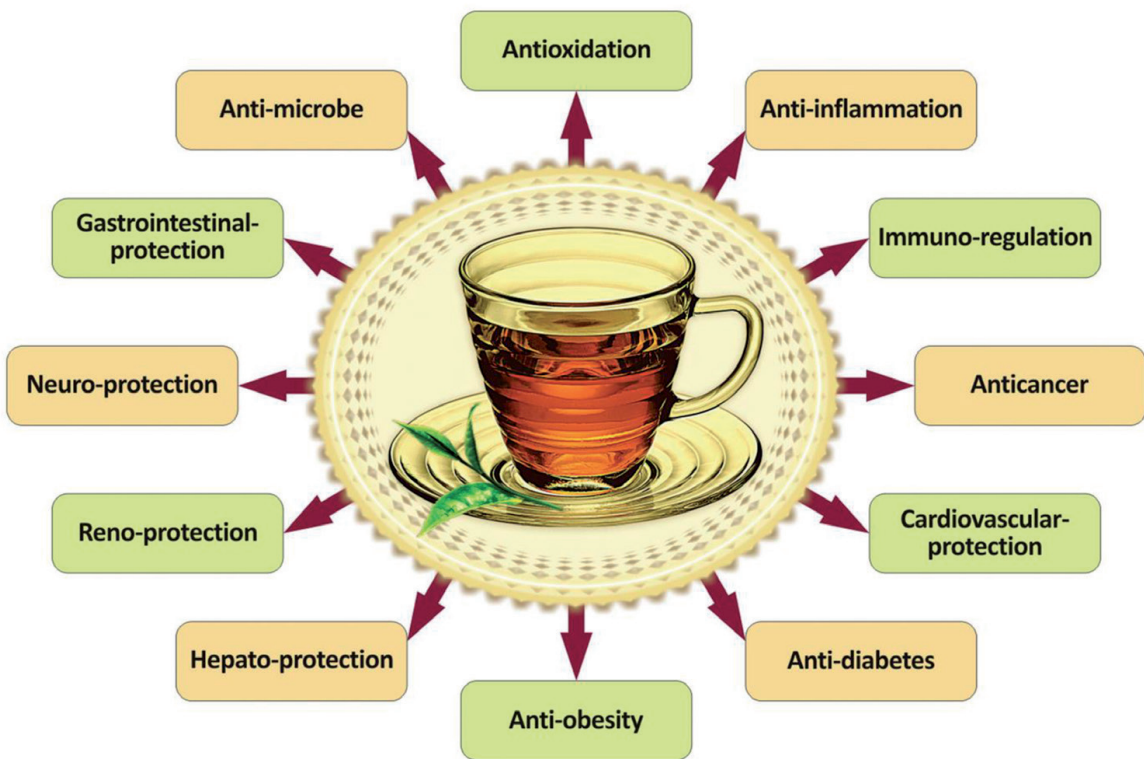 Antioxidation
Anti-inflammation
Immuno-regulation
Anticancer
Cardiovascular-
protection
Anti-diabetes
Anti-obesity
Hepato-protection
Reno-protection
Neuro-protection
Gastrointestinal-
protection
Anti-microbe